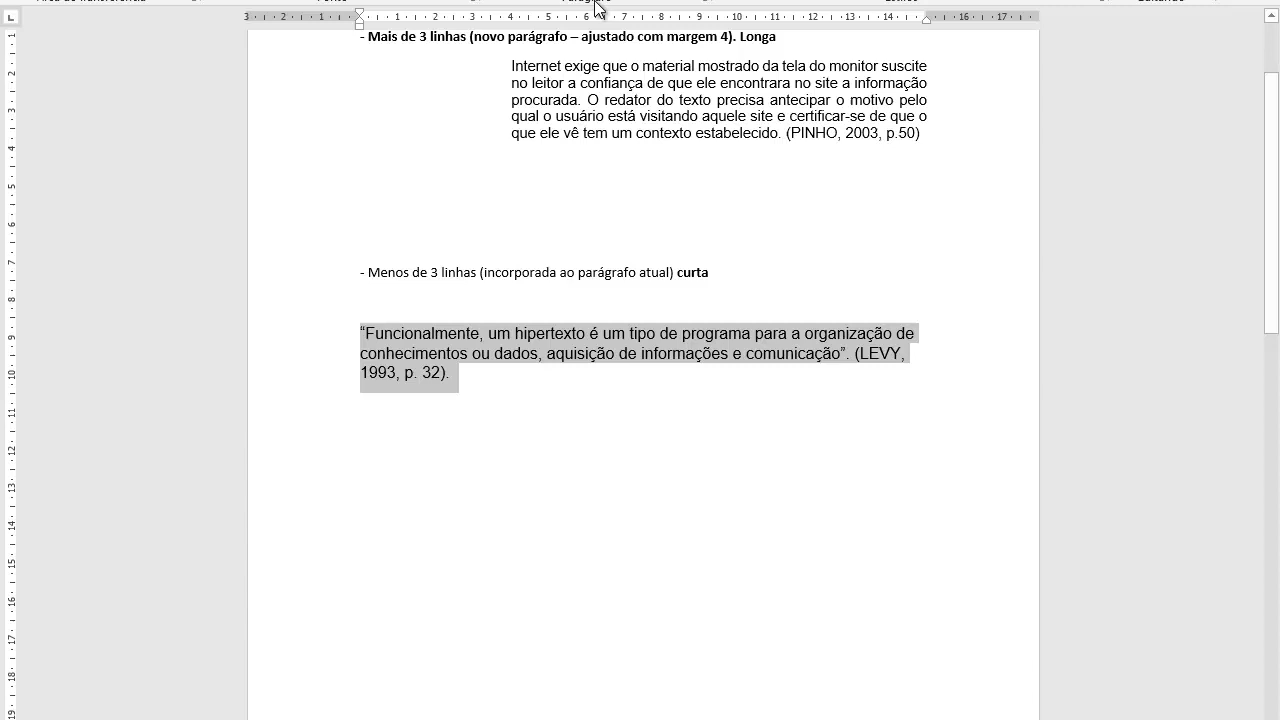 - Mais de 3 linhas (novo parágrafo – ajustado com margem 4). Longa
Internet exige que o material mostrado da tela do monitor suscite
no leitor a confiança de que ele encontrara no site a informação
procurada. O redator do texto precisa antecipar o motivo pelo
qual o usuário está visitando aquele site e certificar-se de que o
que ele vê tem um contexto estabelecido. (PINHO, 2003, p.50)
- Menos de 3 linhas (incorporada ao parágrafo atual) curta
“Funcionalmente, um hipertexto é um tipo de programa para a organização de
conhecimentos ou dados, aquisição de informações e comunicação”. (LEVY,
1993, p. 32).